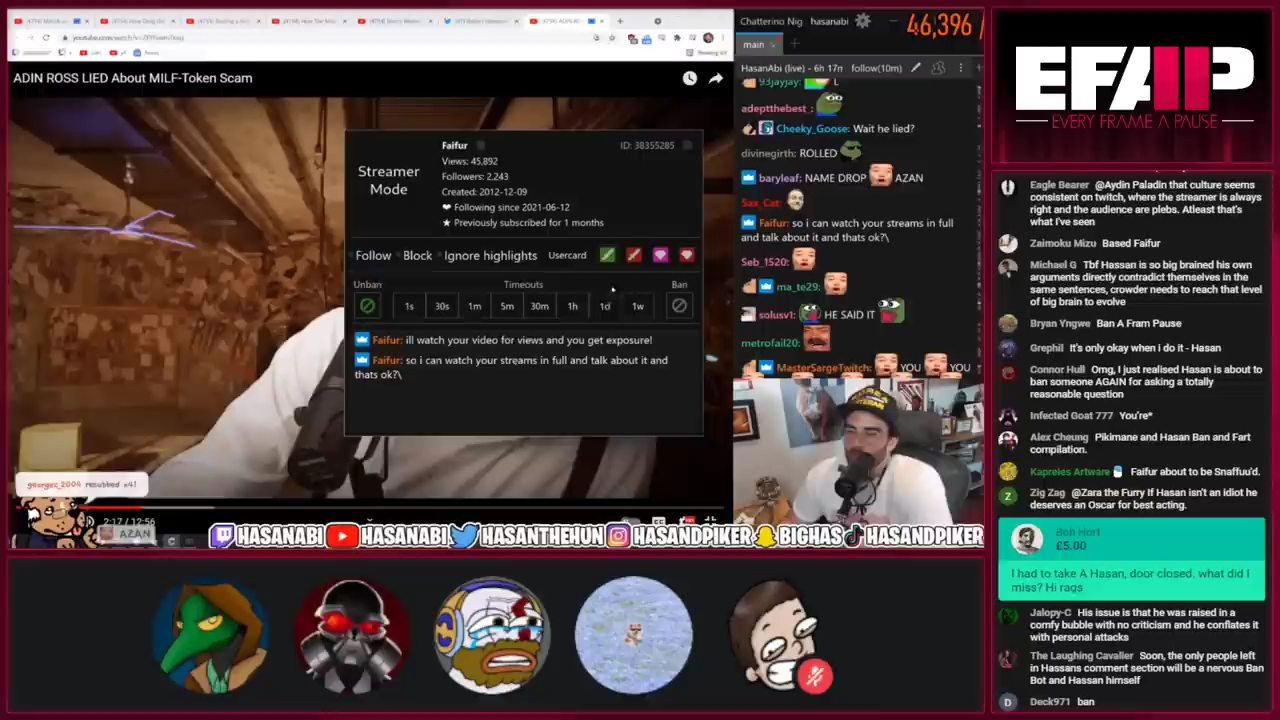 ADIN ROSS LIED About MILF-Token Scam
Streamer
Mode
Faifur
ID: 38355285
Views: 45,892
Followers: 2,243
Created: 2012-12-09
Following since 2021-06-12
Previously subscribed for 1 months
Follow Block Ignore highlights Usercard
Unban Timeouts Ban
1s 30s 1m 5m 30m 1h 1d 1w
Faifur: ill watch your video for views and you get exposure!
Faifur: so i can watch your streams in full and talk about it and
thats ok?\
georgec_2004 resubbed x4!
2:17 / 12:56
AZAN
HASANABI HASANABI HASANTHEHUN HASANDPIKER BIGHAS HASANDPIKER
Chatterino Nig hasanabi
46,396
main
HasanAbi (live) - 6h 17m follow(10m)
93jayjay: L
adeptthebest_:
Cheeky_Goose: Wait he lied?
divinegirth: ROLLED
baryleaf: NAME DROP AZAN
Sax_Cat:
Faifur: so i can watch your streams in full
and talk about it and thats ok?\
Seb_1520:
ma_te29:
solusv1: HE SAID IT
metrofail20:
MasterSargeTwitch: YOU YOU
EFAP
EVERY FRAME A PAUSE
Eagle Bearer @Aydin Paladin that culture seems
consistent on twitch, where the streamer is always
right and the audience are plebs. Atleast that's
what I've seen
Zaimoku Mizu Based Faifur
Michael G Tbf Hassan is so big brained his own
arguments directly contradict themselves in the
same sentences, crowder needs to reach that level
of big brain to evolve
Bryan Yngwe Ban A Fram Pause
Grephil It's only okay when i do it - Hasan
Connor Hull Omg, I just realised Hasan is about to
ban someone AGAIN for asking a totally
reasonable question
Infected Goat 777 You're*
Alex Cheung Pikimane and Hasan Ban and Fart
compilation.
Kapreles Artware Faifur about to be Snaffuu'd.
Zig Zag @Zara the Furry If Hasan isn't an idiot he
deserves an Oscar for best acting.
Boh Hort
£5.00
I had to take A Hasan, door closed. what did I
miss? Hi rags
Jalopy-C His issue is that he was raised in a
comfy bubble with no criticism and he conflates it
with personal attacks
The Laughing Cavalier Soon, the only people left
in Hassans comment section will be a nervous Ban
Bot and Hassan himself
Deck971 ban